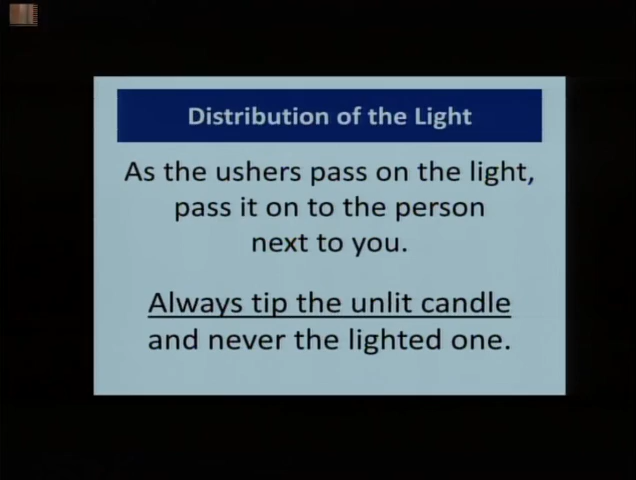 Distribution of the Light
As the ushers pass on the light,
pass it on to the person
next to you.
Always tip the unlit candle
and never the lighted one.